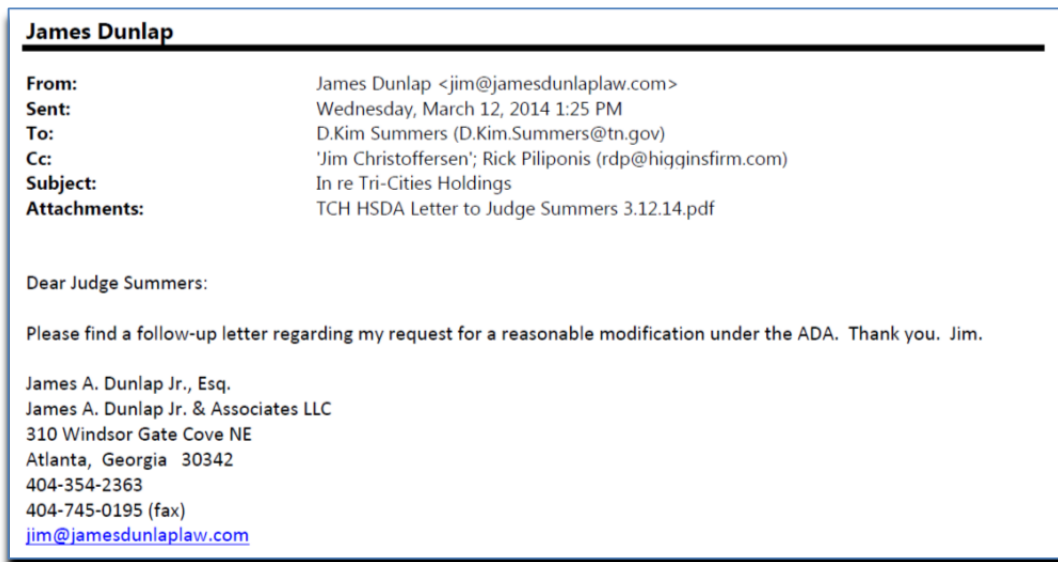 James Dunlap
From: James Dunlap <jim@jamesdunlaplaw.com>
Sent: Wednesday, March 12, 2014 1:25 PM
To: D.Kim Summers (D.Kim.Summers@tn.gov)
Cc: 'Jim Christoffersen'; Rick Piliponis (rdp@higginsfirm.com)
Subject: In re Tri-Cities Holdings
Attachments: TCH HSDA Letter to Judge Summers 3.12.14.pdf
Dear Judge Summers:
Please find a follow-up letter regarding my request for a reasonable modification under the ADA.  Thank you.  Jim.
James A. Dunlap Jr., Esq.
James A. Dunlap Jr. & Associates LLC
310 Windsor Gate Cove NE
Atlanta,  Georgia   30342
404-354-2363
404-745-0195 (fax)
jim@jamesdunlaplaw.com